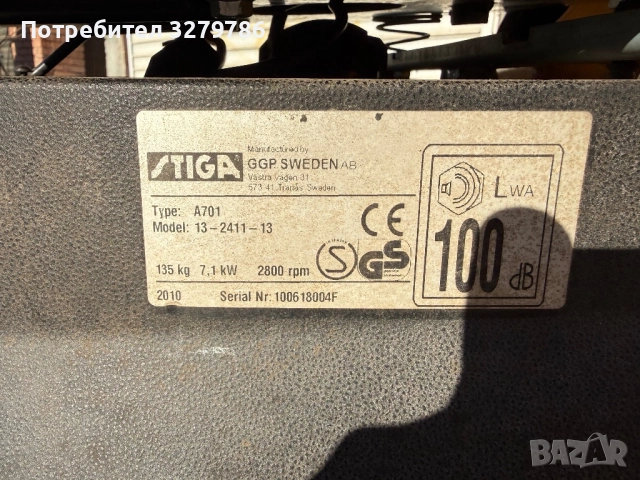 Потребител 3279786
STIGA
Manufactured by
GGP SWEDEN AB
Västra vägen 31
573 41 Tranås Sweden
Type: A701
Model: 13-2411-13
CE
135 kg 7,1 kW 2800 rpm
S GS
LWA
100 dB
2010 Serial Nr: 100618004F
BAZAR